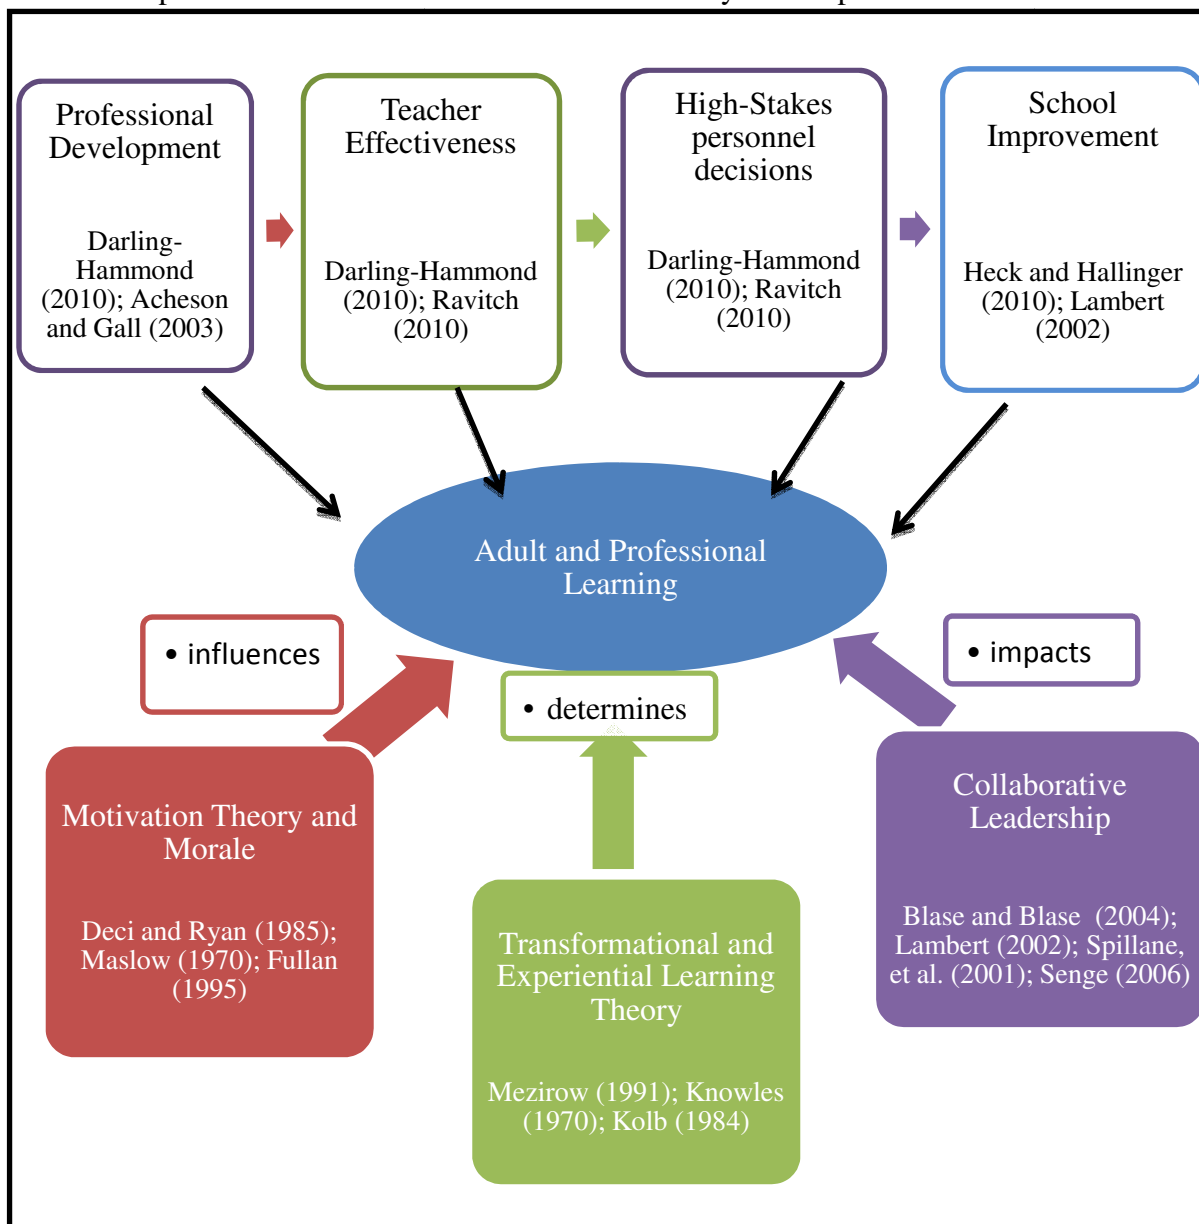 Professional
Development
Darling-
Hammond
(2010); Acheson
and Gall (2003)
Teacher
Effectiveness
Darling-Hammond
(2010); Ravitch
(2010)
High-Stakes
personnel
decisions
Darling-Hammond
(2010); Ravitch
(2010)
School
Improvement
Heck and Hallinger
(2010); Lambert
(2002)
Adult and Professional
Learning
• influences
• determines
• impacts
Motivation Theory and
Morale
Deci and Ryan (1985);
Maslow (1970); Fullan
(1995)
Transformational and
Experiential Learning
Theory
Mezirow (1991); Knowles
(1970); Kolb (1984)
Collaborative
Leadership
Blase and Blase (2004);
Lambert (2002); Spillane,
et al. (2001); Senge (2006)